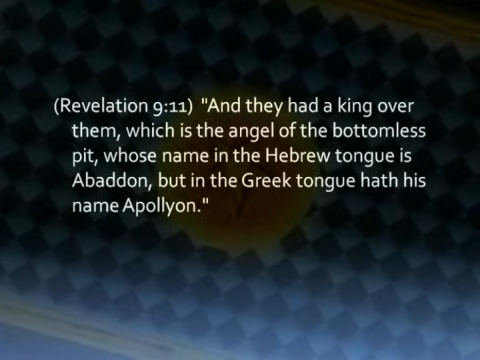 (Revelation 9:11)  "And they had a king over
them, which is the angel of the bottomless
pit, whose name in the Hebrew tongue is
Abaddon, but in the Greek tongue hath his
name Apollyon."